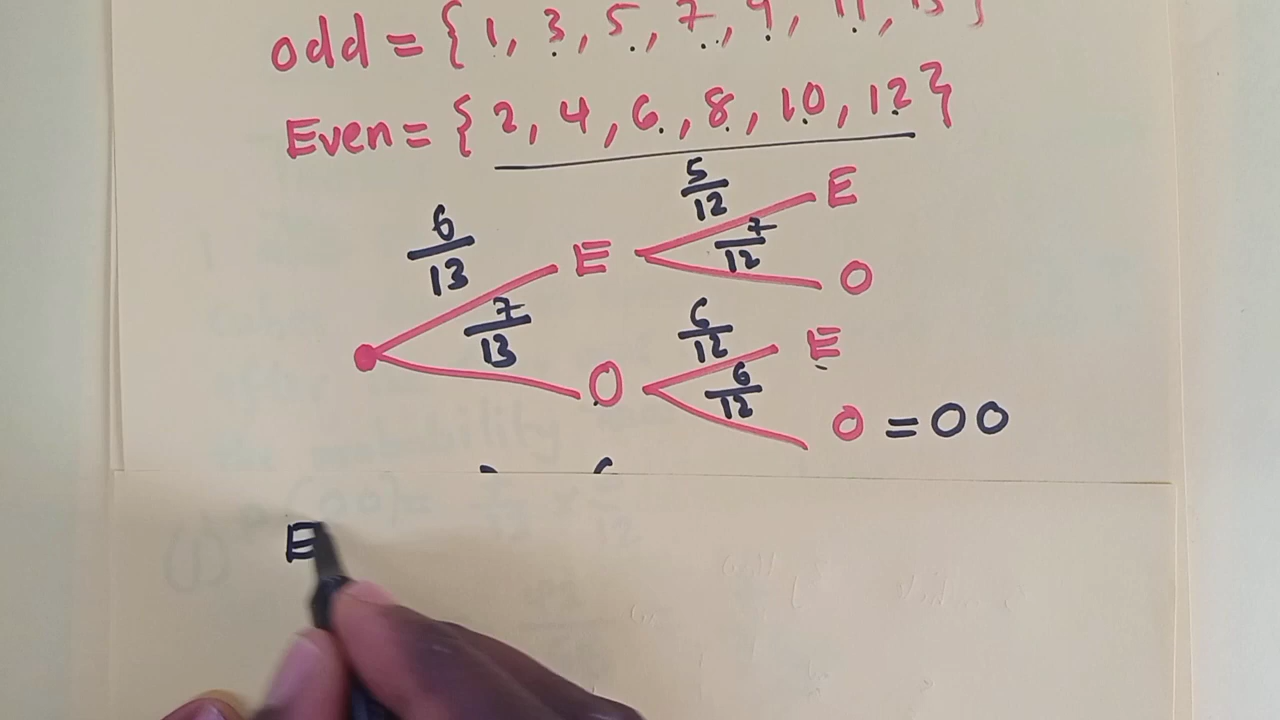 odd = { 1, 3, 5, 7, 9, 11, 13 }
Even = { 2, 4, 6, 8, 10, 12 }
5/12 E
6/13 E 7/12 O
7/13 6/12 E
O 6/12 O = OO
E